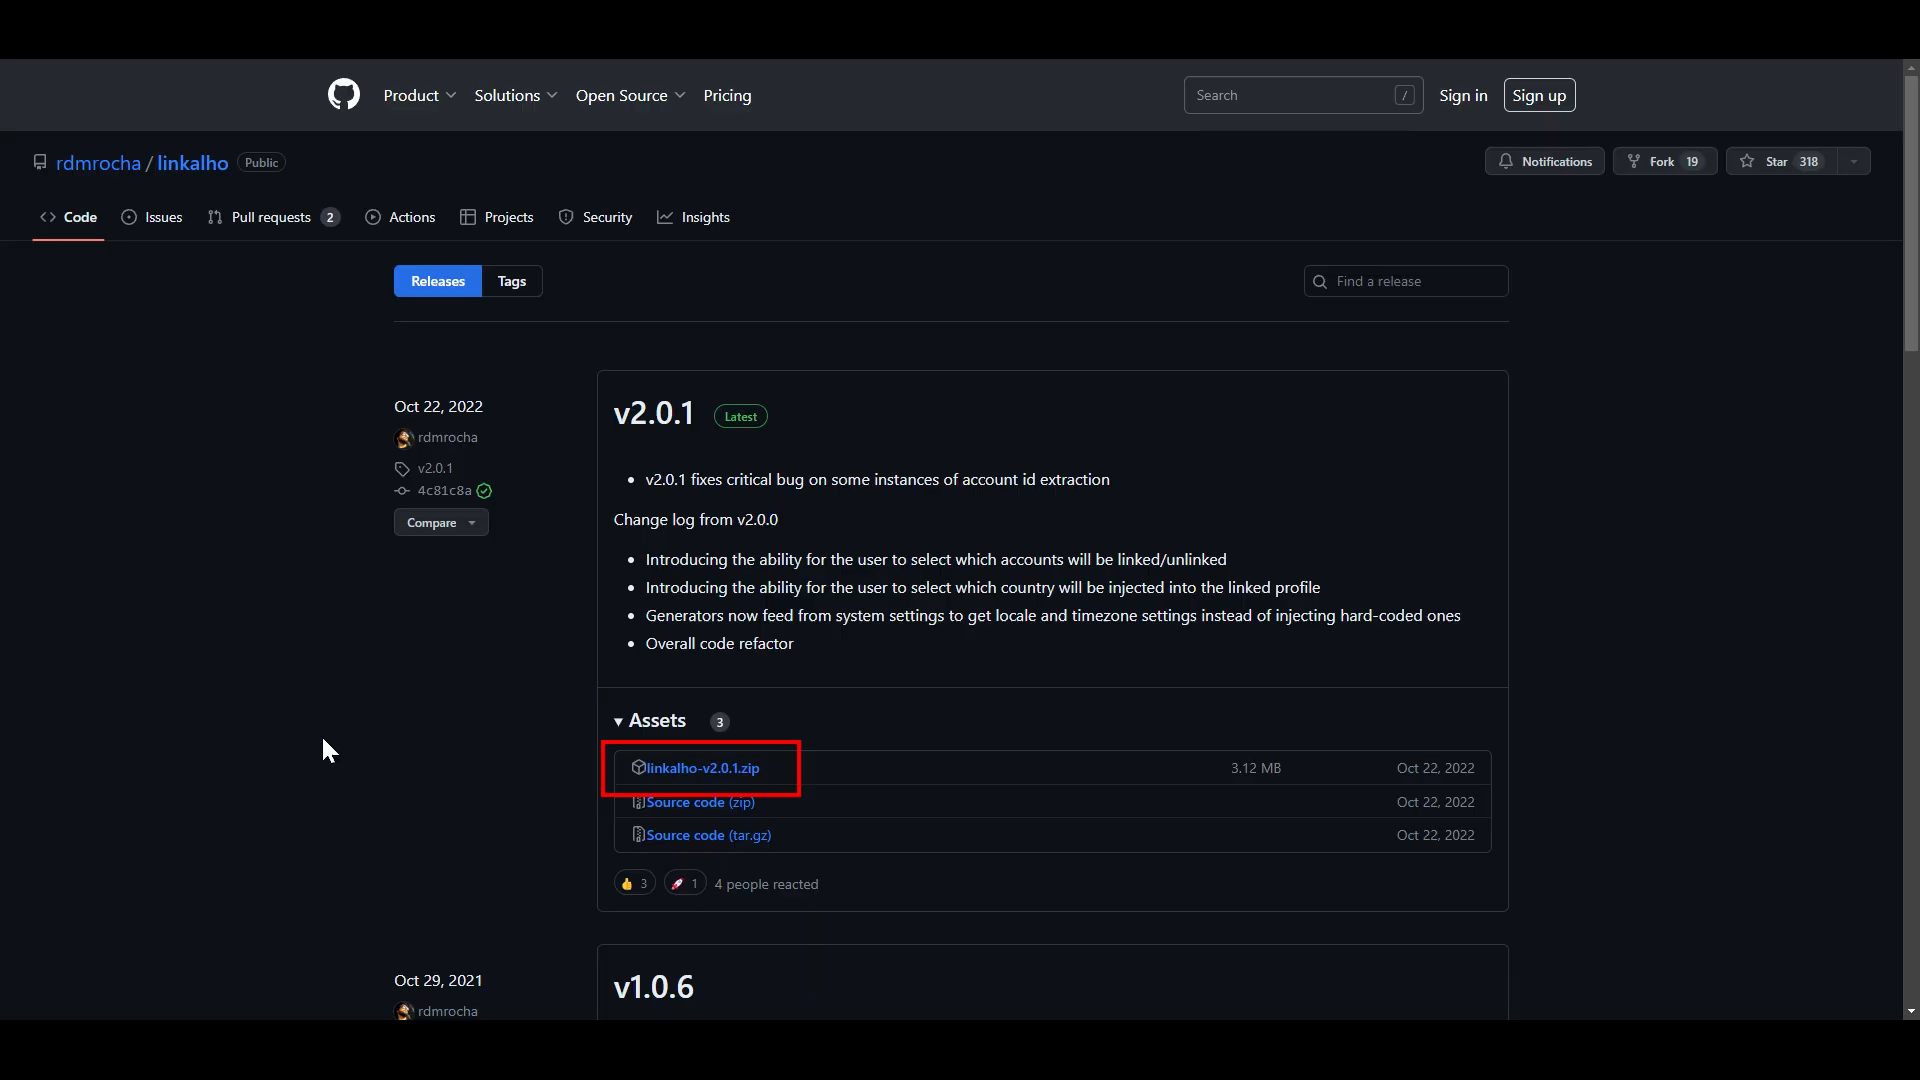 Product Solutions Open Source Pricing Search / Sign in Sign up
rdmrocha / linkalho Public Notifications Fork 19 Star 318
Code Issues Pull requests 2 Actions Projects Security Insights
Releases Tags Find a release
Oct 22, 2022
rdmrocha
v2.0.1
4c81c8a
Compare
v2.0.1 Latest
• v2.0.1 fixes critical bug on some instances of account id extraction
Change log from v2.0.0
• Introducing the ability for the user to select which accounts will be linked/unlinked
• Introducing the ability for the user to select which country will be injected into the linked profile
• Generators now feed from system settings to get locale and timezone settings instead of injecting hard-coded ones
• Overall code refactor
Assets 3
linkalho-v2.0.1.zip 3.12 MB Oct 22, 2022
Source code (zip) Oct 22, 2022
Source code (tar.gz) Oct 22, 2022
3 1 4 people reacted
Oct 29, 2021
rdmrocha
v1.0.6